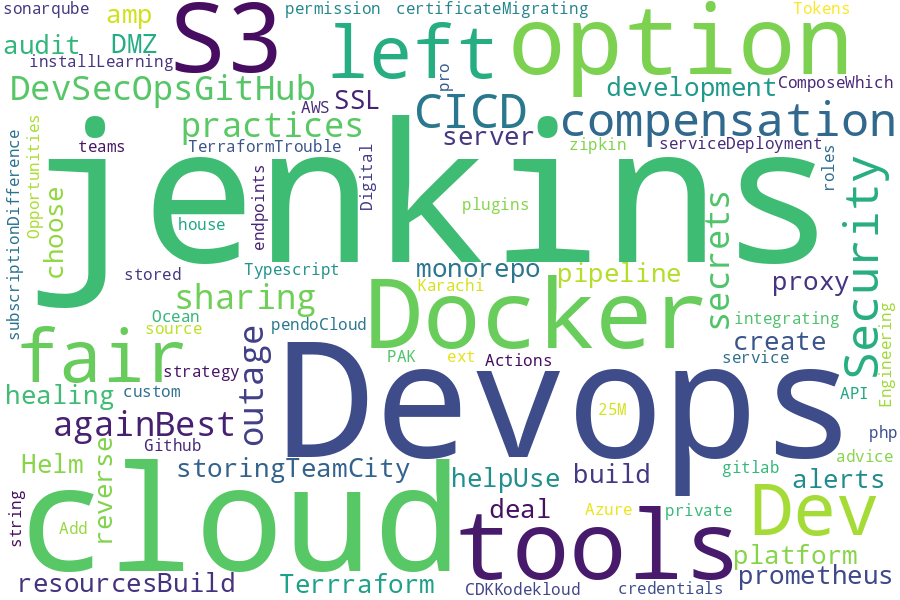 sonarqube
amp
S3
permission
certificateMigrating
Tokens
audit
DMZ
left
option
installLearning
DevSecOpsGitHub
AWS
SSL
pro
CICD
development
ComposeWhich
compensation
practices
server
teams
TerraformTrouble
zipkin
serviceDeployment
roles
Opportunities
subscriptionDifference
choose
jenkins
endpoints
Digital
plugins
house
secrets
Security
stored
Typescript
monorepo
pipeline
proxy
sharing
Karachi
Docker
Ocean
source
pendoCloud
integrating
Engineering
fair
outage
PAK
ext
Actions
create
service
strategy
healing
custom
Devops
API
25M
againBest
Github
php
Helm
reverse
storingTeamCity
helpUse
build
gitlab
advice
alerts
string
Add
cloud
deal
Azure
private
Dev
tools
platform
resourcesBuild
Terrraform
CDKKodekloud
credentials
prometheus